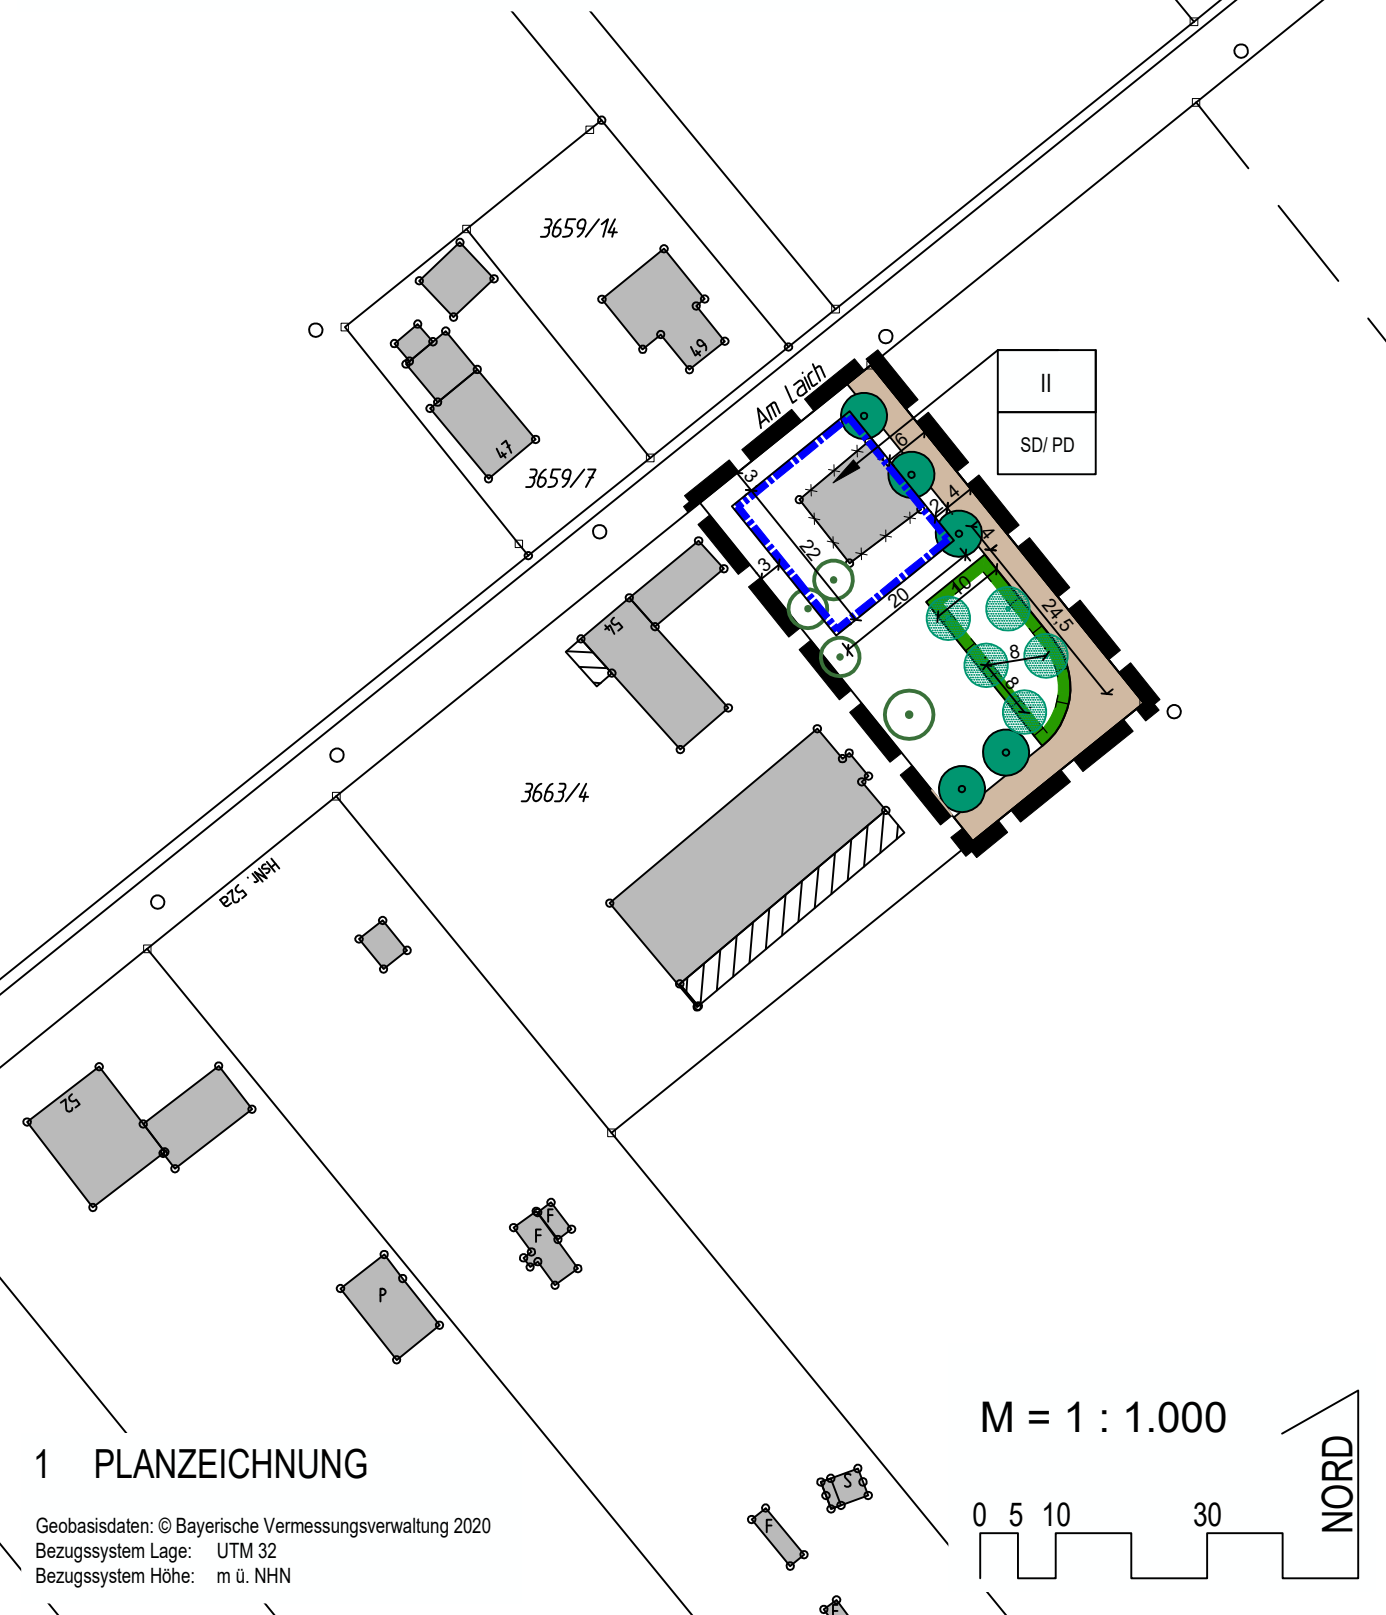 3659/14
49
47
3659/7
Am Laich
II
SD/ PD
6
3
4
2
4
22
3
20
10
24,5
8
8
54
3663/4
HsNr. 52a
52
F
F
P
M = 1 : 1.000
1 PLANZEICHNUNG
S
F
F
0 5 10 30
NORD
Geobasisdaten: © Bayerische Vermessungsverwaltung 2020
Bezugssystem Lage: UTM 32
Bezugssystem Höhe: m ü. NHN